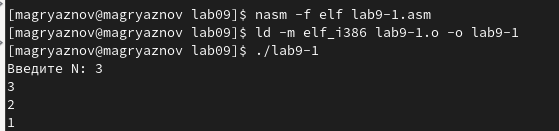 [magryaznov@magryaznov lab09]$ nasm -f elf lab9-1.asm
[magryaznov@magryaznov lab09]$ ld -m elf_i386 lab9-1.o -o lab9-1
[magryaznov@magryaznov lab09]$ ./lab9-1
Введите N: 3
3
2
1